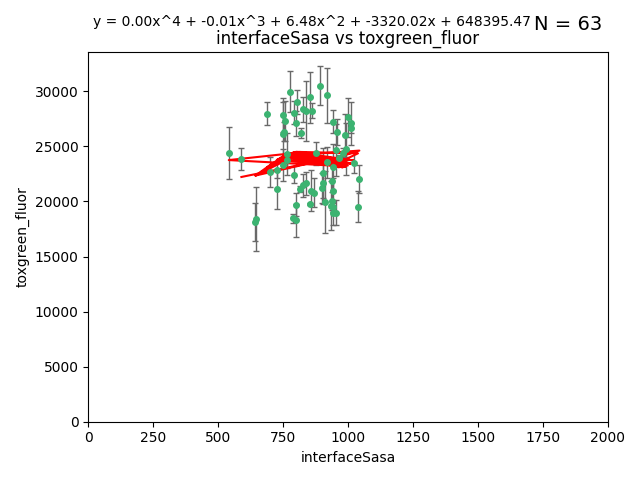 y = 0.00x^4 + -0.01x^3 + 6.48x^2 + -3320.02x + 648395.47 N = 63
interfaceSasa vs toxgreen_fluor
30000
25000
20000
15000
10000
5000
0
toxgreen_fluor
0 250 500 750 1000 1250 1500 1750 2000
interfaceSasa